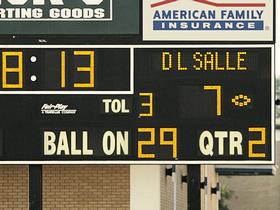 RTING GOODS
AMERICAN FAMILY
INSURANCE
8:13
D L SALLE
Fair-Play
TOL 3
7
BALL ON 29 QTR 2